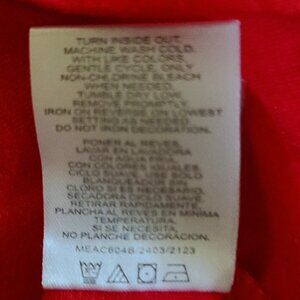 TURN INSIDE OUT.
MACHINE WASH COLD.
WITH LIKE COLORS.
GENTLE CYCLE. ONLY
NON-CHLORINE BLEACH
WHEN NEEDED.
TUMBLE DRY LOW.
REMOVE PROMPTLY.
IRON ON REVERSE ON LOWEST
SETTING AS NEEDED.
DO NOT IRON DECORATION.
PONER AL REVES.
LAVAR EN LAVADORA
CON AGUA FRIA.
CON COLORES IGUALES.
CICLO SUAVE. USE SOLO
BLANQUEADOR SIN
CLORO SI ES NECESARIO.
SECADORA CICLO SUAVE.
RETIRAR RAPIDAMENTE.
PLANCHA AL REVES EN MINIMA
TEMPERATURA.
SI SE NECESITA,
NO PLANCHAR DECORACION.
MEAC604B/2403/2123